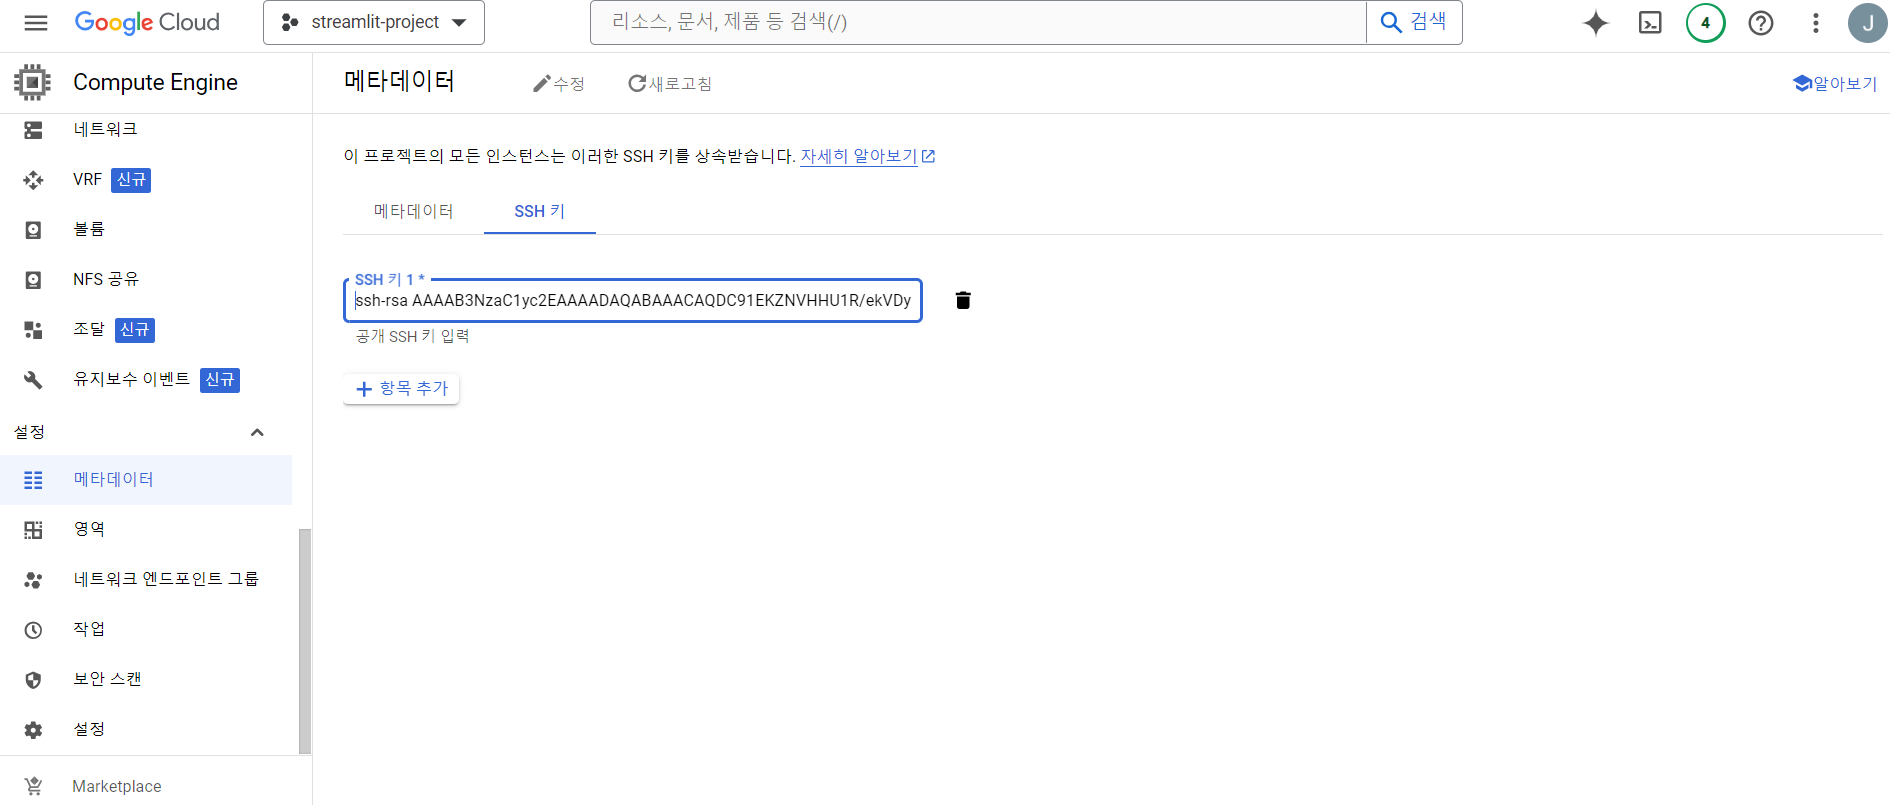 Google Cloud
streamlit-project
리소스, 문서, 제품 등 검색(/)
검색
4
J
Compute Engine
메타데이터
수정
새로고침
알아보기
네트워크
VRF 신규
볼륨
NFS 공유
조달 신규
유지보수 이벤트 신규
설정
메타데이터
영역
네트워크 엔드포인트 그룹
작업
보안 스캔
설정
Marketplace
이 프로젝트의 모든 인스턴스는 이러한 SSH 키를 상속받습니다. 자세히 알아보기
메타데이터
SSH 키
SSH 키 1 *
ssh-rsa AAAAB3NzaC1yc2EAAAADAQABAAACAQDC91EKZNVHHU1R/ekVDy
공개 SSH 키 입력
항목 추가